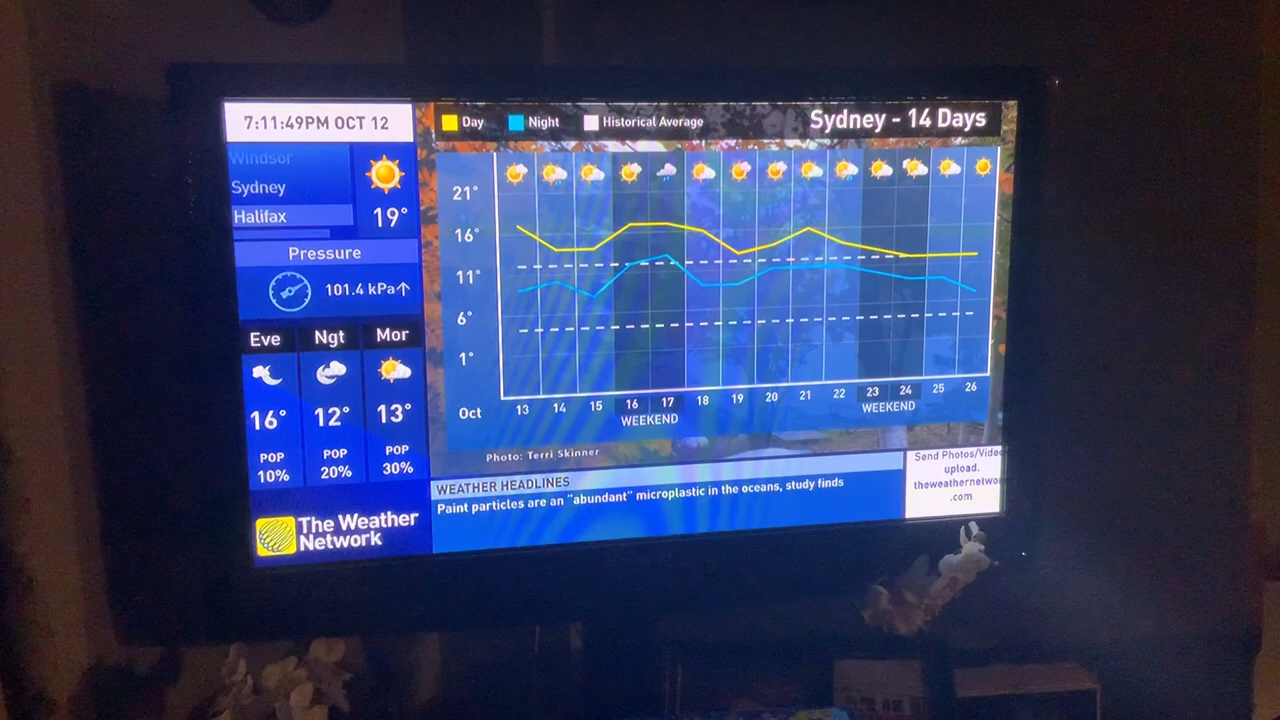 7:11:49PM OCT 12
Windsor
Sydney
Halifax
19°
Pressure
101.4 kPa↑
Eve Ngt Mor
16° 12° 13°
POP POP POP
10% 20% 30%
The Weather
Network
Day Night Historical Average
Sydney - 14 Days
21°
16°
11°
6°
1°
Oct 13 14 15 16 17 18 19 20 21 22 23 24 25 26
WEEKEND WEEKEND
Photo: Terri Skinner
WEATHER HEADLINES
Paint particles are an "abundant" microplastic in the oceans, study finds
Send Photos/Video
upload.
theweathernetwor
.com